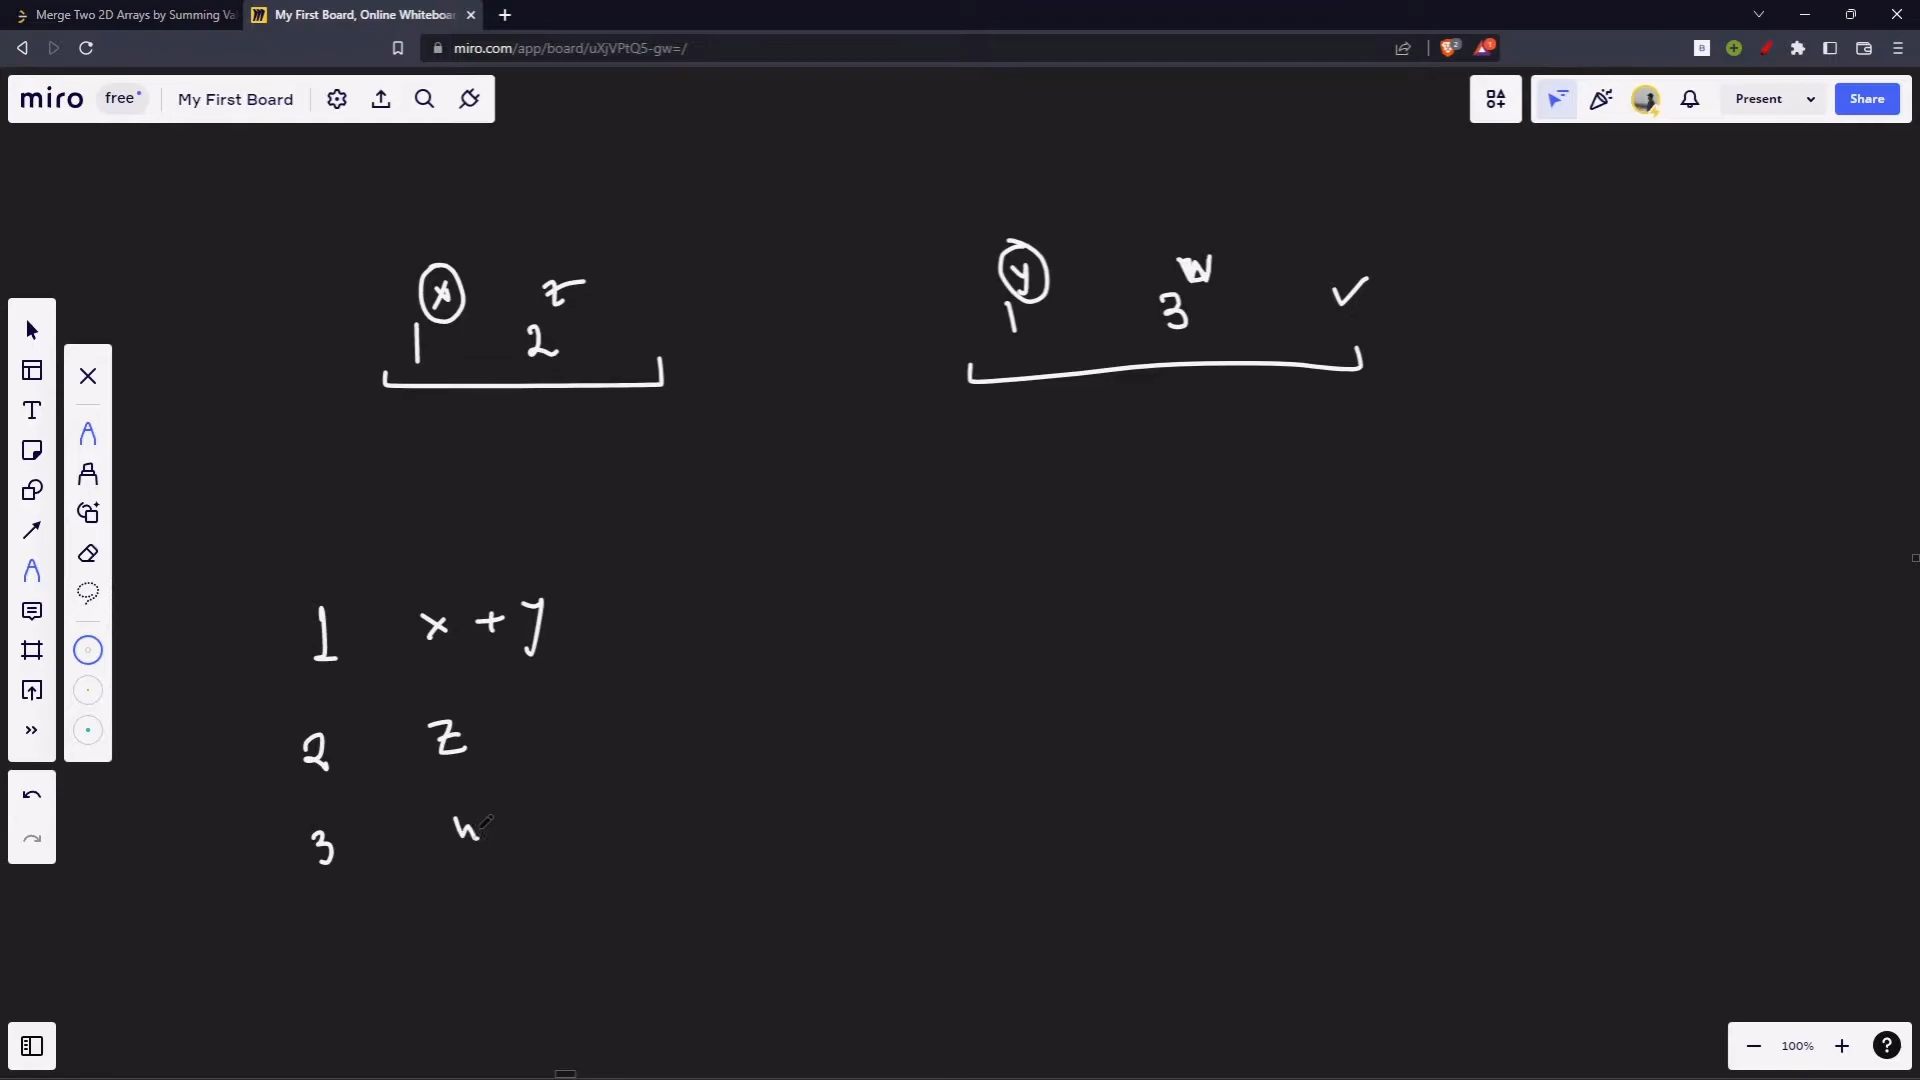 Merge Two 2D Arrays by Summing Va
My First Board, Online Whiteboa
miro.com/app/board/uXjVPtQ5-gw=/
miro free My First Board
Present Share
x z
1 2
y w
1 3
1 x + y
2 z
3
100%